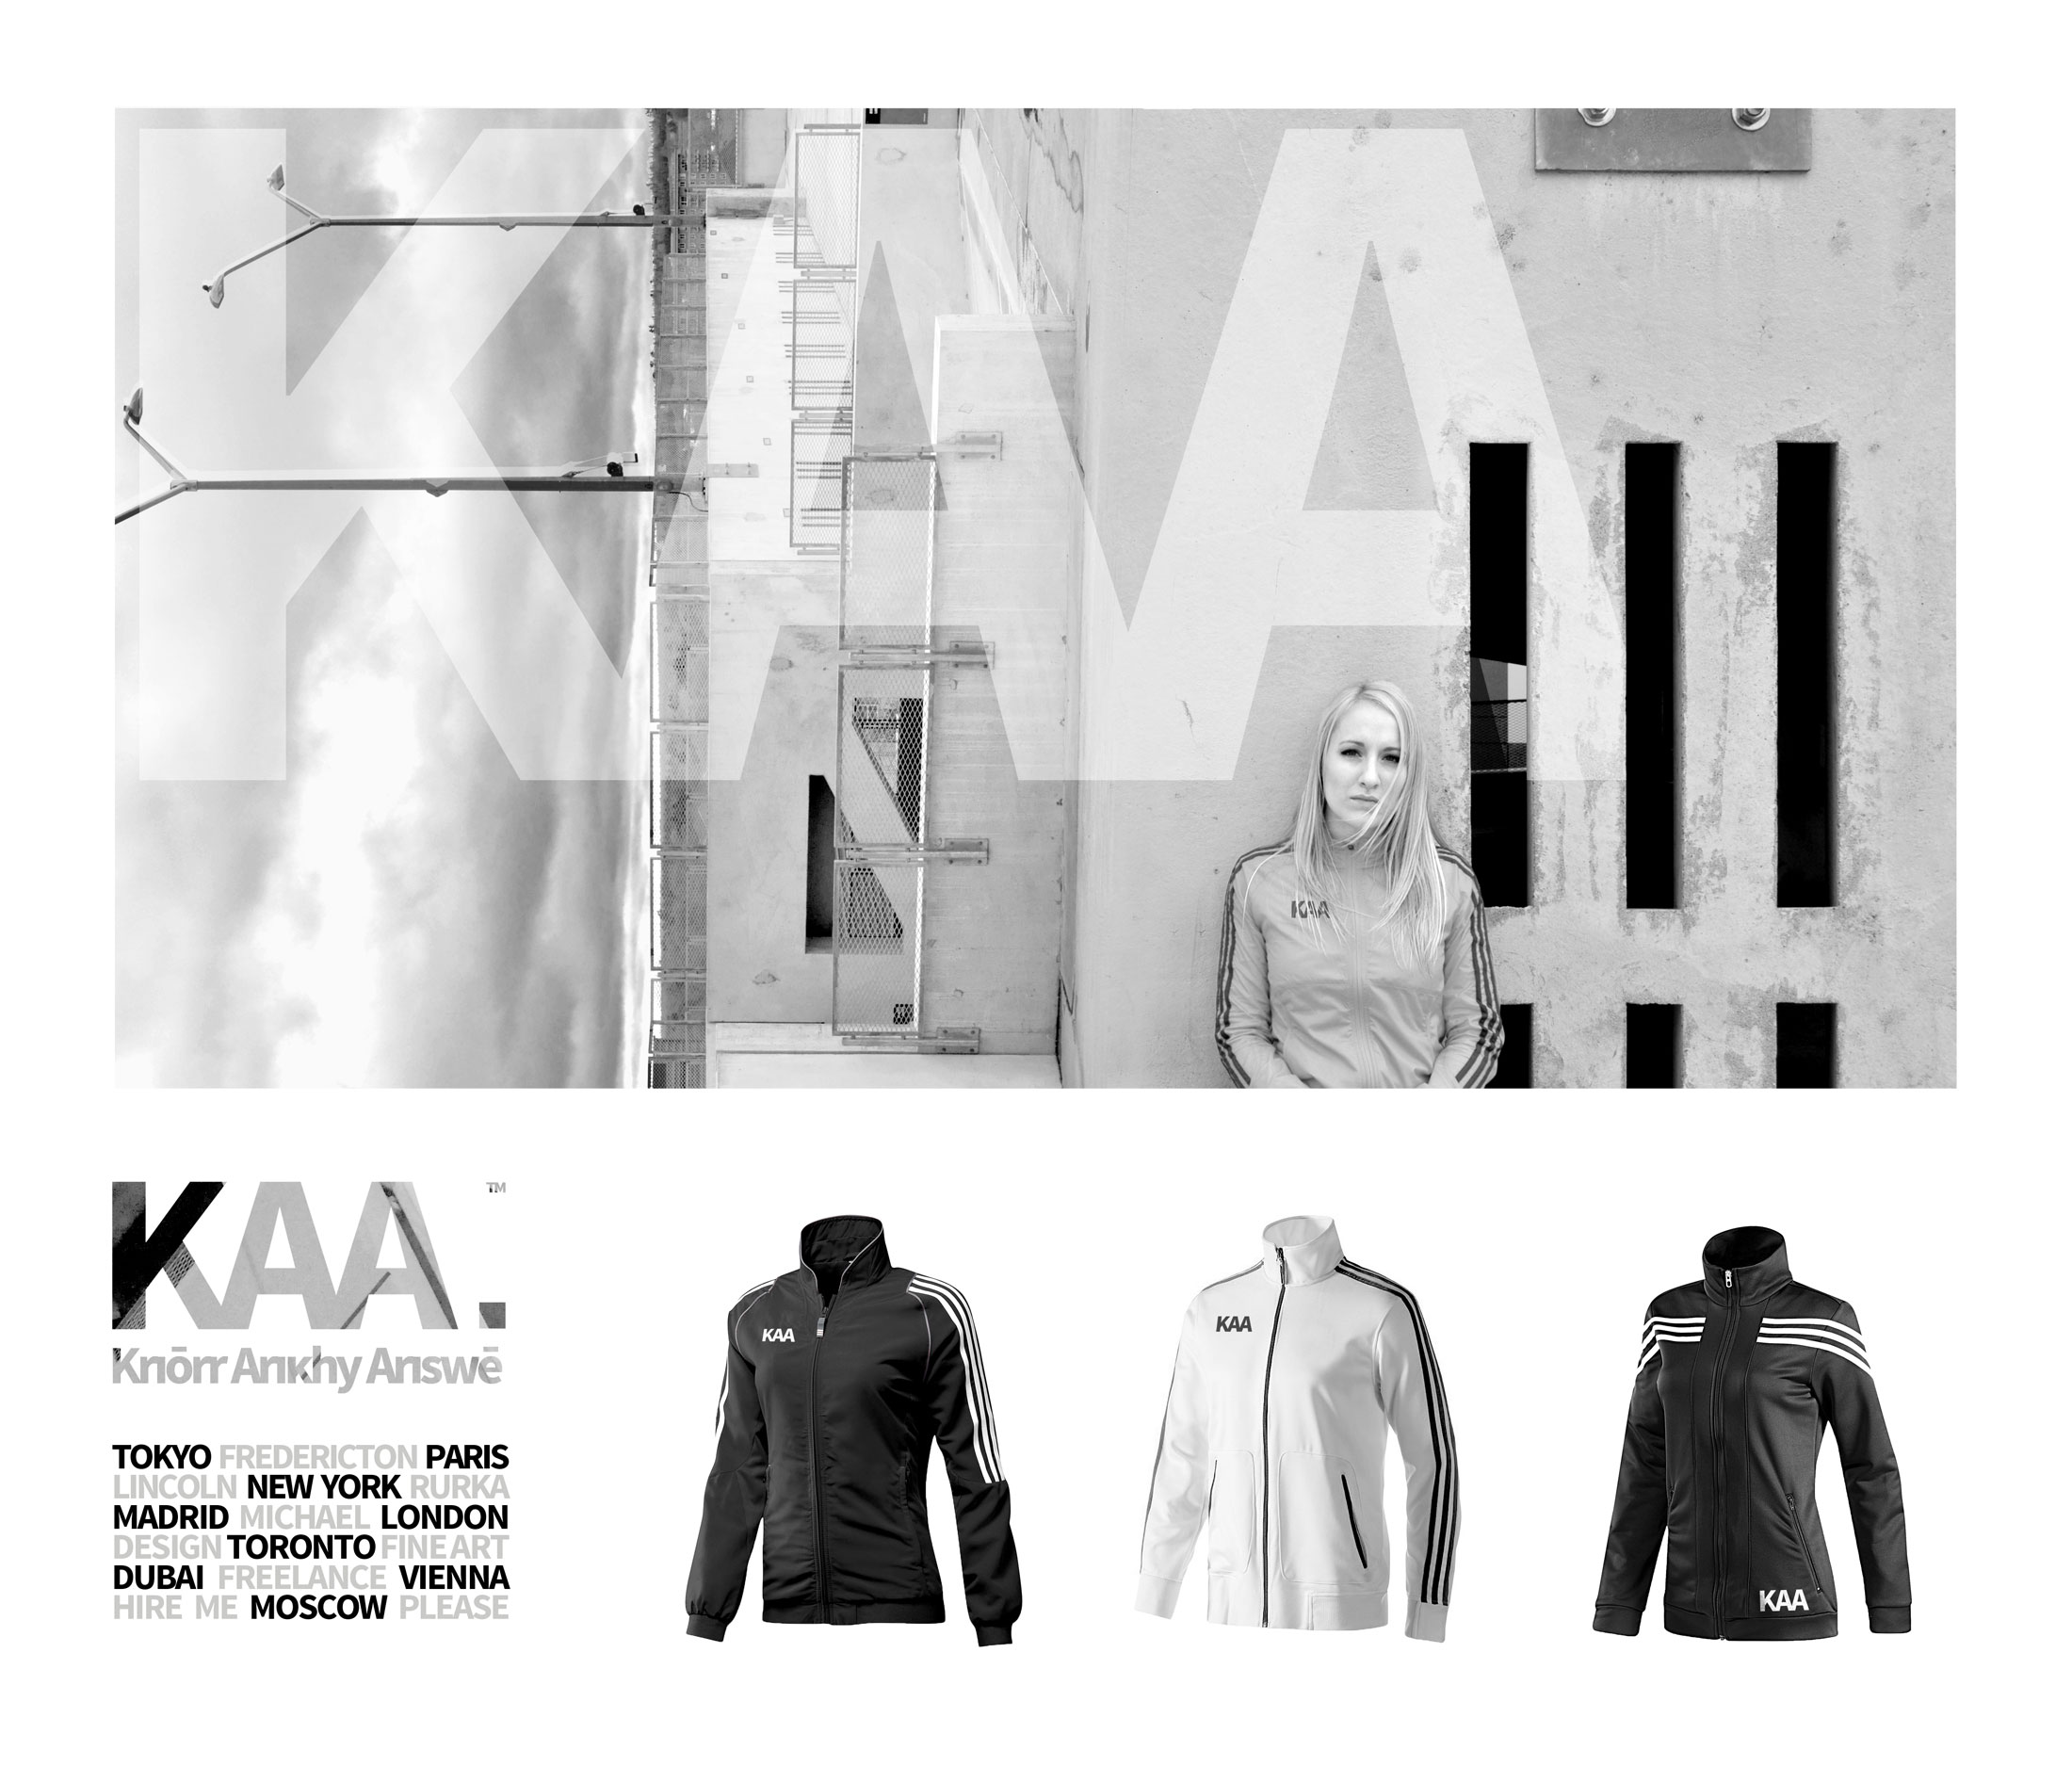 KAA
KAA
KAA.™
Knōrr Ankhy Answē
TOKYO FREDERICTON PARIS
LINCOLN NEW YORK RURKA
MADRID MICHAEL LONDON
DESIGN TORONTO FINE ART
DUBAI FREELANCE VIENNA
HIRE ME MOSCOW PLEASE
KAA
KAA
KAA